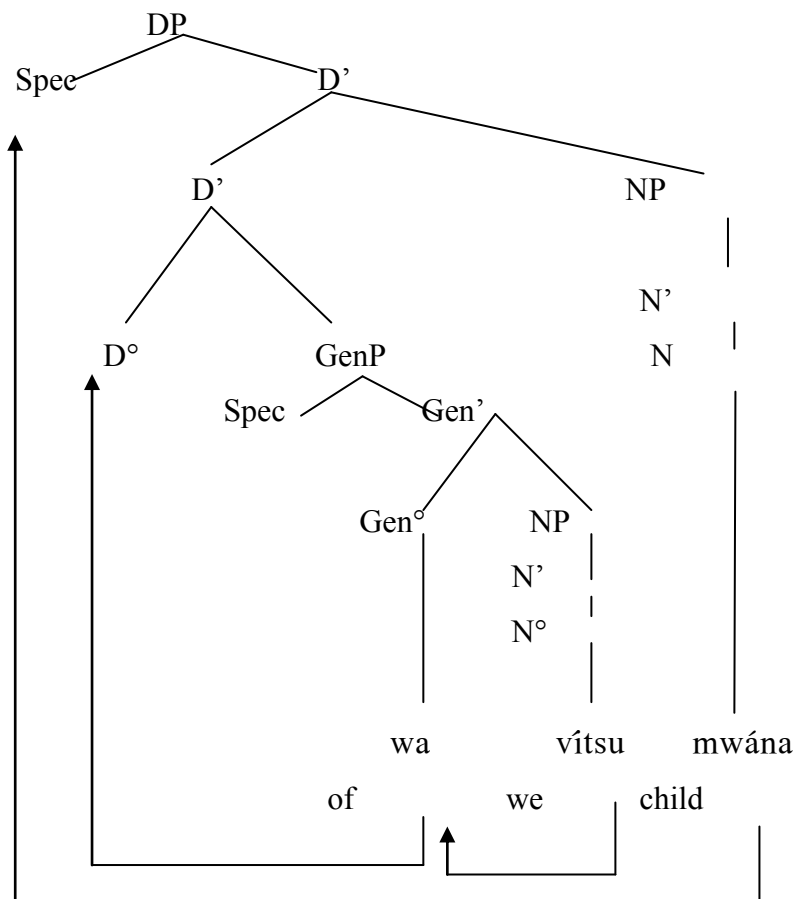 DP
Spec D’
D’ NP
N’
D° GenP N
Spec Gen’
Gen° NP
N’
N°
wa vítsu mwána
of we child